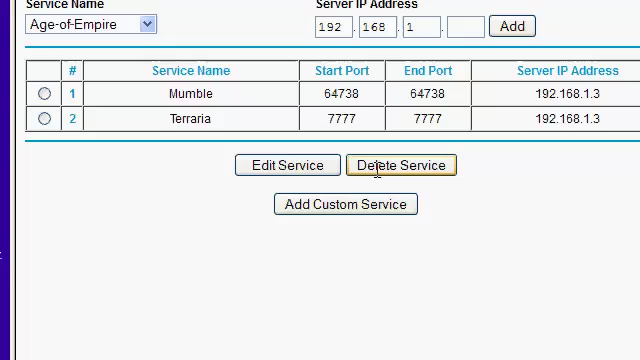 Service Name Server IP Address
Age-of-Empire 192 . 168 . 1 . Add
# Service Name Start Port End Port Server IP Address
1 Mumble 64738 64738 192.168.1.3
2 Terraria 7777 7777 192.168.1.3
Edit Service Delete Service
Add Custom Service